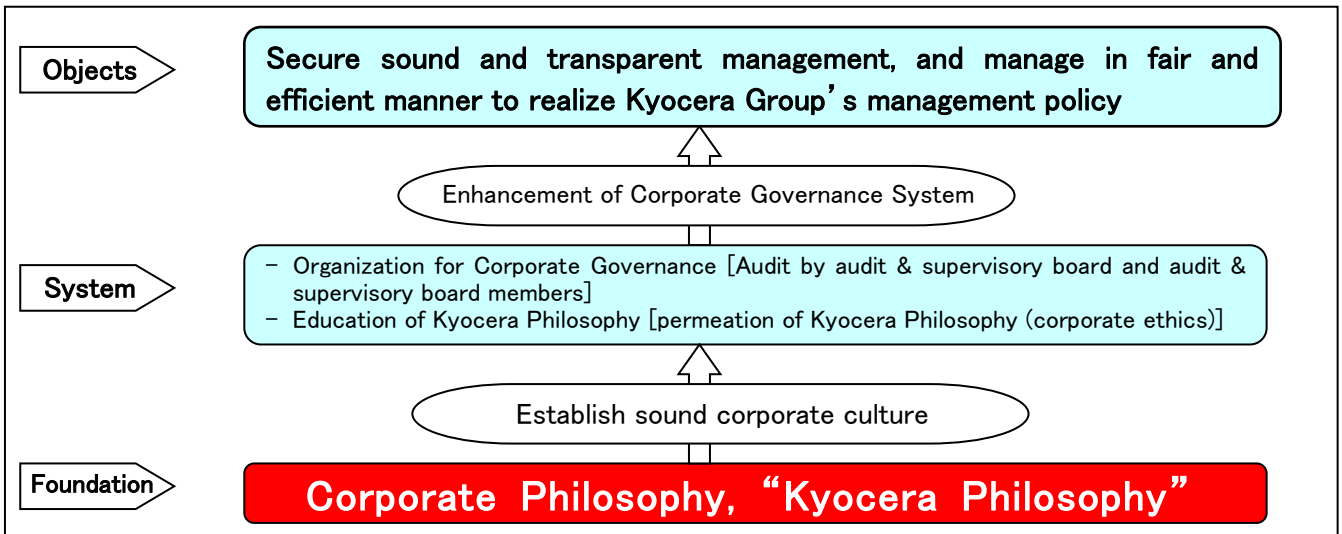 Objects
Secure sound and transparent management, and manage in fair and
efficient manner to realize Kyocera Group’s management policy
Enhancement of Corporate Governance System
System
- Organization for Corporate Governance [Audit by audit & supervisory board and audit &
supervisory board members]
- Education of Kyocera Philosophy [permeation of Kyocera Philosophy (corporate ethics)]
Establish sound corporate culture
Foundation
Corporate Philosophy, “Kyocera Philosophy”